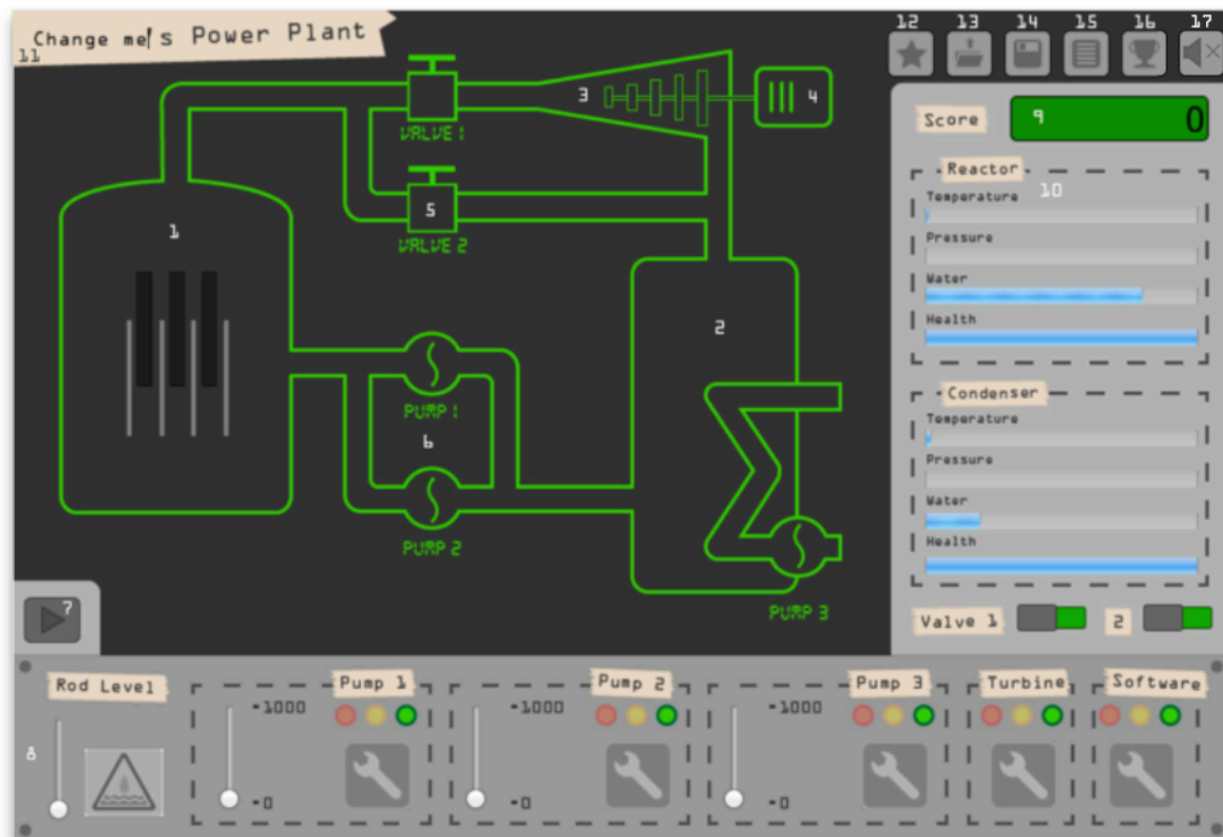 Change me's Power Plant
11
12 13 14 15 16 17
3
4
VALVE 1
Score
9
0
Reactor
Temperature
10
Pressure
Water
Health
1
5
VALVE 2
2
PUMP 1
6
PUMP 2
PUMP 3
Condenser
Temperature
Pressure
Water
Health
Valve 1
2
7
Rod Level
8
Pump 1
-1000
-0
Pump 2
-1000
-0
Pump 3
-1000
-0
Turbine
Software